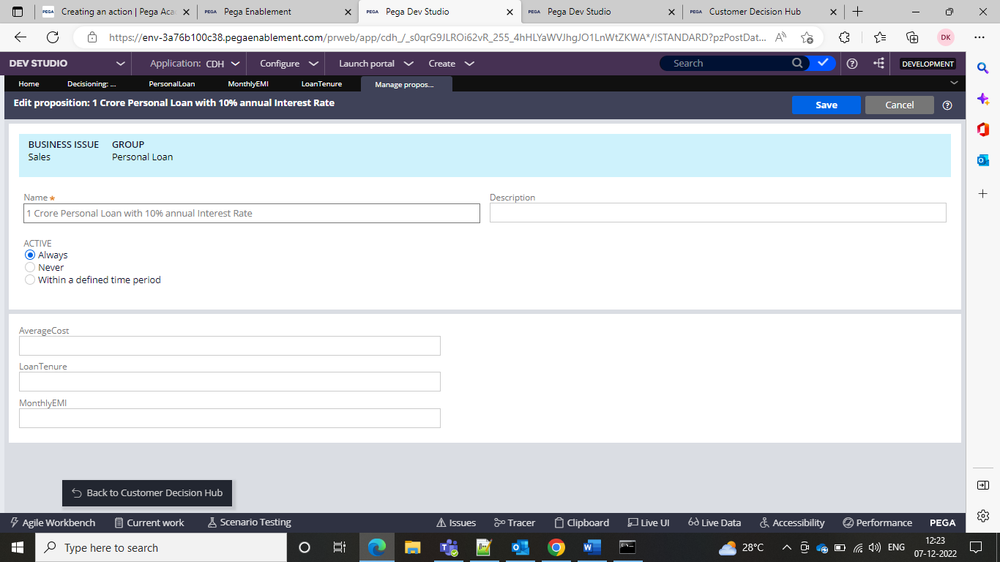 PEGA Creating an action | Pega Aca
PEGA Pega Enablement
PEGA Pega Dev Studio
PEGA Pega Dev Studio
PEGA Customer Decision Hub
https://env-3a76b100c38.pegaenablement.com/prweb/app/cdh_/_s0qrG9JLROi62vR_255_4hHLYaWVJhgJO1LnWtZKWA*/!STANDARD?pzPostDat...
DK
DEV STUDIO
Application: CDH
Configure
Launch portal
Create
Search
DEVELOPMENT
Home
Decisioning: ...
PersonalLoan
MonthlyEMI
LoanTenure
Manage propos...
Edit proposition: 1 Crore Personal Loan with 10% annual Interest Rate
Save
Cancel
BUSINESS ISSUE GROUP
Sales Personal Loan
Name * Description
1 Crore Personal Loan with 10% annual Interest Rate
ACTIVE
Always
Never
Within a defined time period
AverageCost
LoanTenure
MonthlyEMI
Back to Customer Decision Hub
Agile Workbench
Current work
Scenario Testing
Issues
Tracer
Clipboard
Live UI
Live Data
Accessibility
Performance
PEGA
Type here to search
28°C
ENG
12:23
07-12-2022